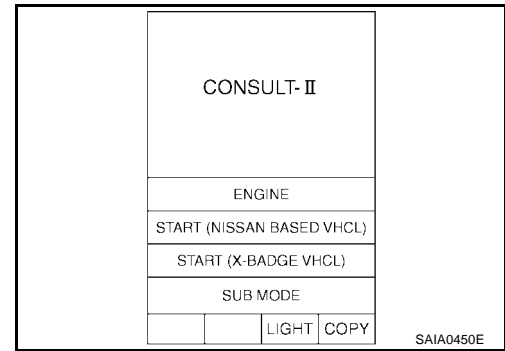 CONSULT-Ⅱ
ENGINE
START (NISSAN BASED VHCL)
START (X-BADGE VHCL)
SUB MODE
LIGHT COPY
SAIA0450E